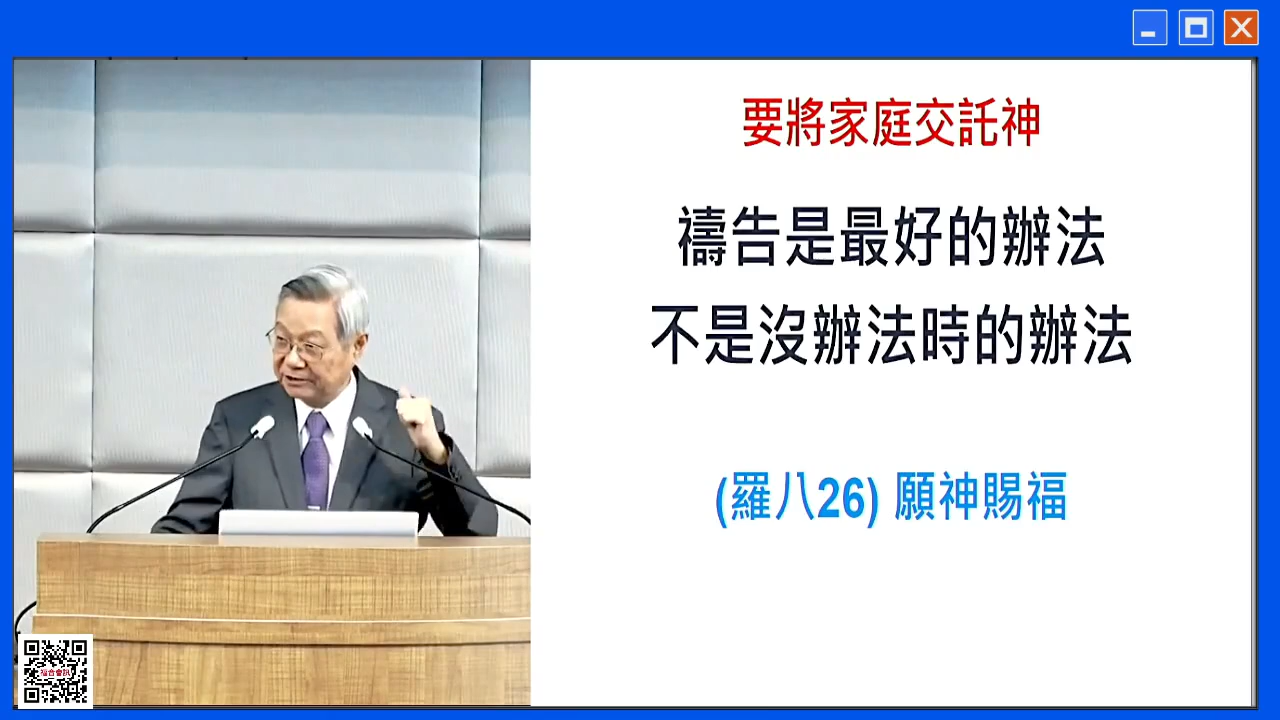 要將家庭交託神
禱告是最好的辦法
不是沒辦法時的辦法
(羅八26) 願神賜福